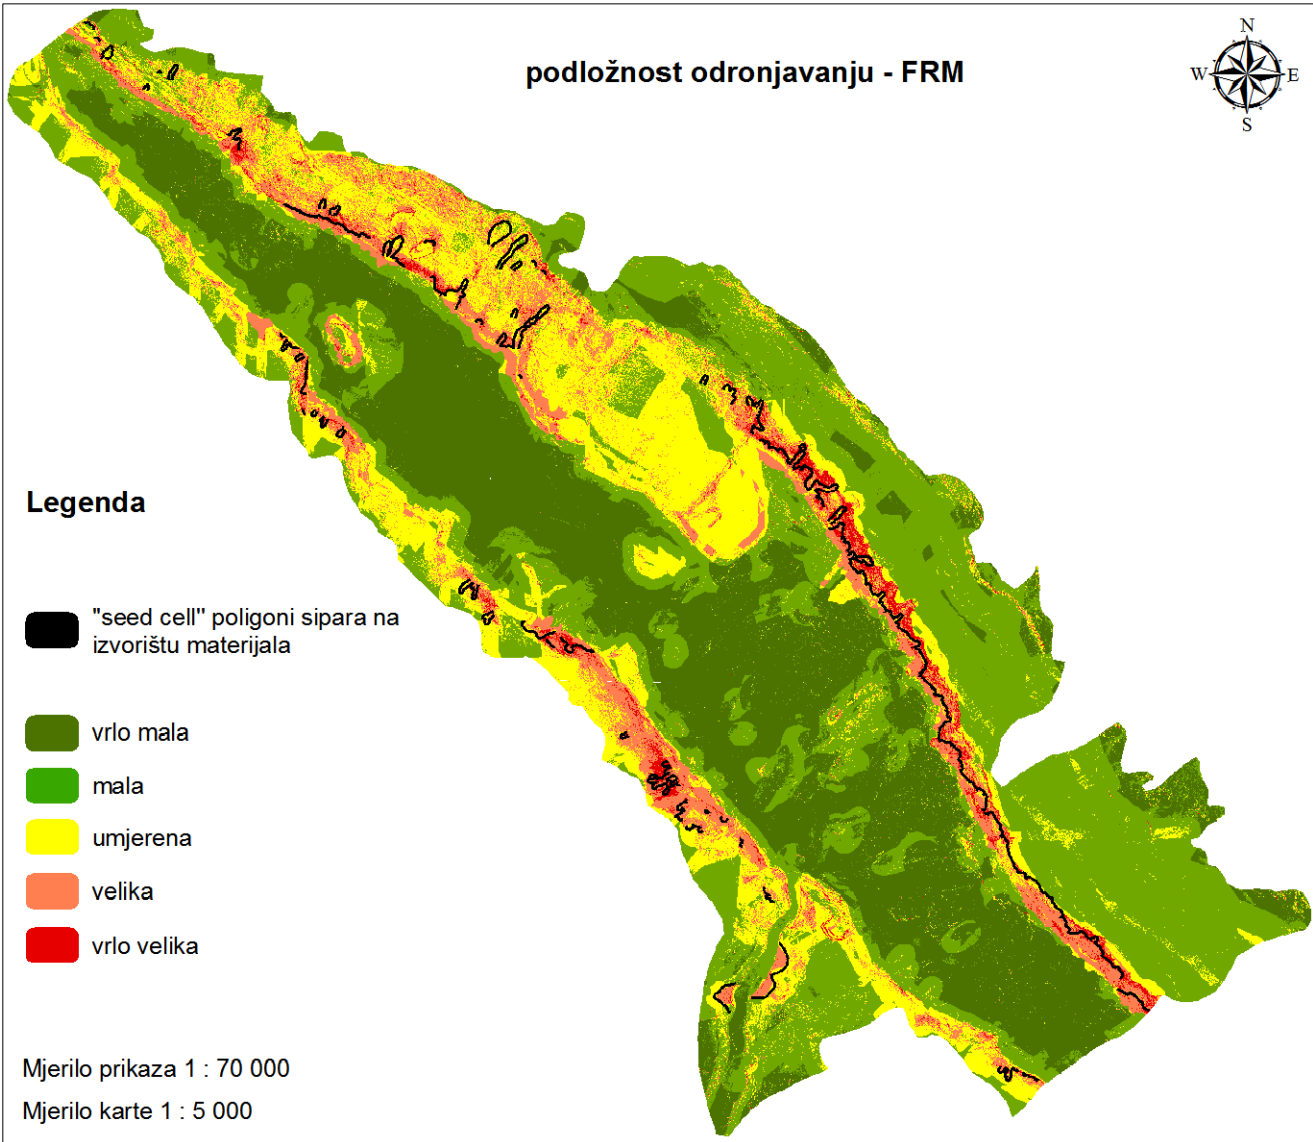 podložnost odronjavanju - FRM
N
W
E
S
Legenda
"seed cell" poligoni sipara na
izvorištu materijala
vrlo mala
mala
umjerena
velika
vrlo velika
Mjerilo prikaza 1 : 70 000
Mjerilo karte 1 : 5 000